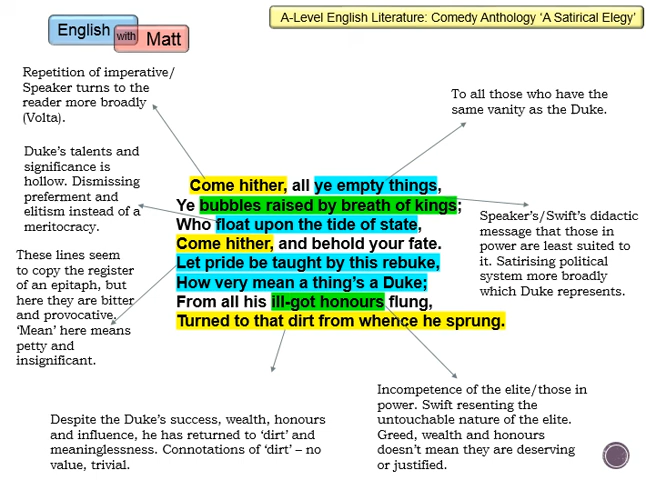 English
with
Matt
A-Level English Literature: Comedy Anthology ‘A Satirical Elegy’
Repetition of imperative/
Speaker turns to the
reader more broadly
(Volta).
To all those who have the
same vanity as the Duke.
Duke’s talents and
significance is
hollow. Dismissing
preferment and
elitism instead of a
meritocracy.
Come hither, all ye empty things,
Ye bubbles raised by breath of kings;
Who float upon the tide of state,
Come hither, and behold your fate.
Let pride be taught by this rebuke,
How very mean a thing’s a Duke;
From all his ill-got honours flung,
Turned to that dirt from whence he sprung.
Speaker’s/Swift’s didactic
message that those in
power are least suited to
it. Satirising political
system more broadly
which Duke represents.
These lines seem
to copy the register
of an epitaph, but
here they are bitter
and provocative.
‘Mean’ here means
petty and
insignificant.
Despite the Duke’s success, wealth, honours
and influence, he has returned to ‘dirt’ and
meaninglessness. Connotations of ‘dirt’ – no
value, trivial.
Incompetence of the elite/those in
power. Swift resenting the
untouchable nature of the elite.
Greed, wealth and honours
doesn’t mean they are deserving
or justified.